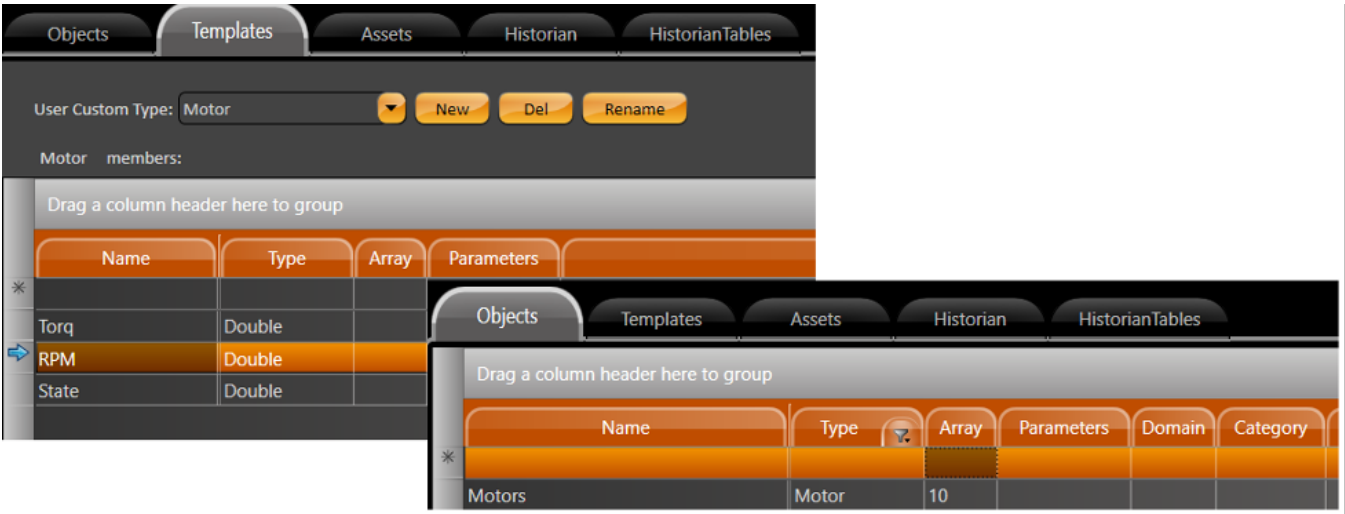 Objects Templates Assets Historian HistorianTables
User Custom Type: Motor New Del Rename
Motor members:
Drag a column header here to group
Name Type Array Parameters
Torq Double
RPM Double
State Double
Objects Templates Assets Historian HistorianTables
Drag a column header here to group
Name Type Array Parameters Domain Category
Motors Motor 10